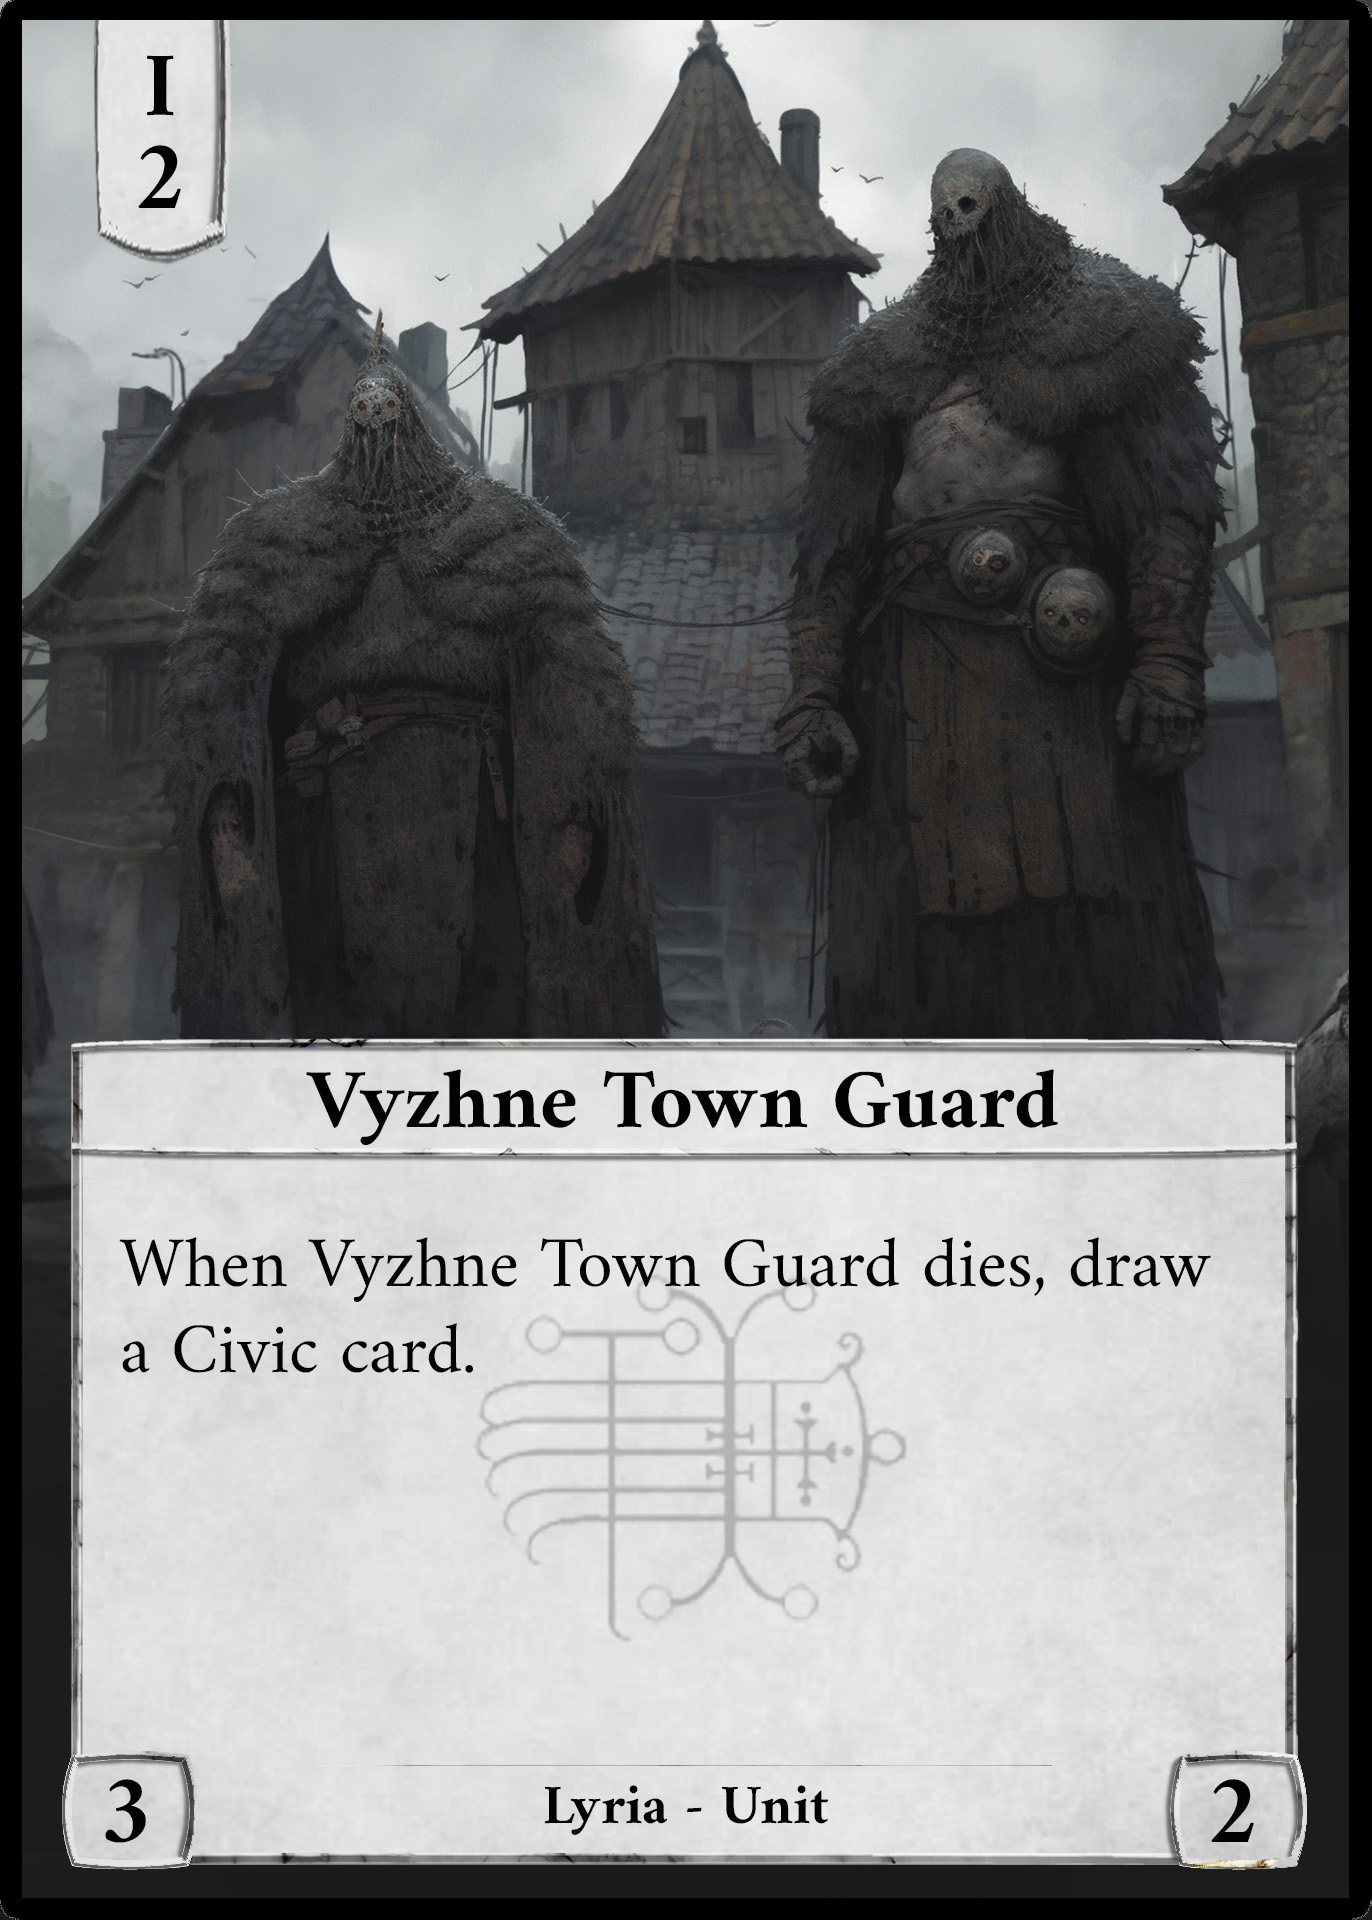 I
2
Vyzhne Town Guard
When Vyzhne Town Guard dies, draw
a Civic card.
3
Lyria - Unit
2